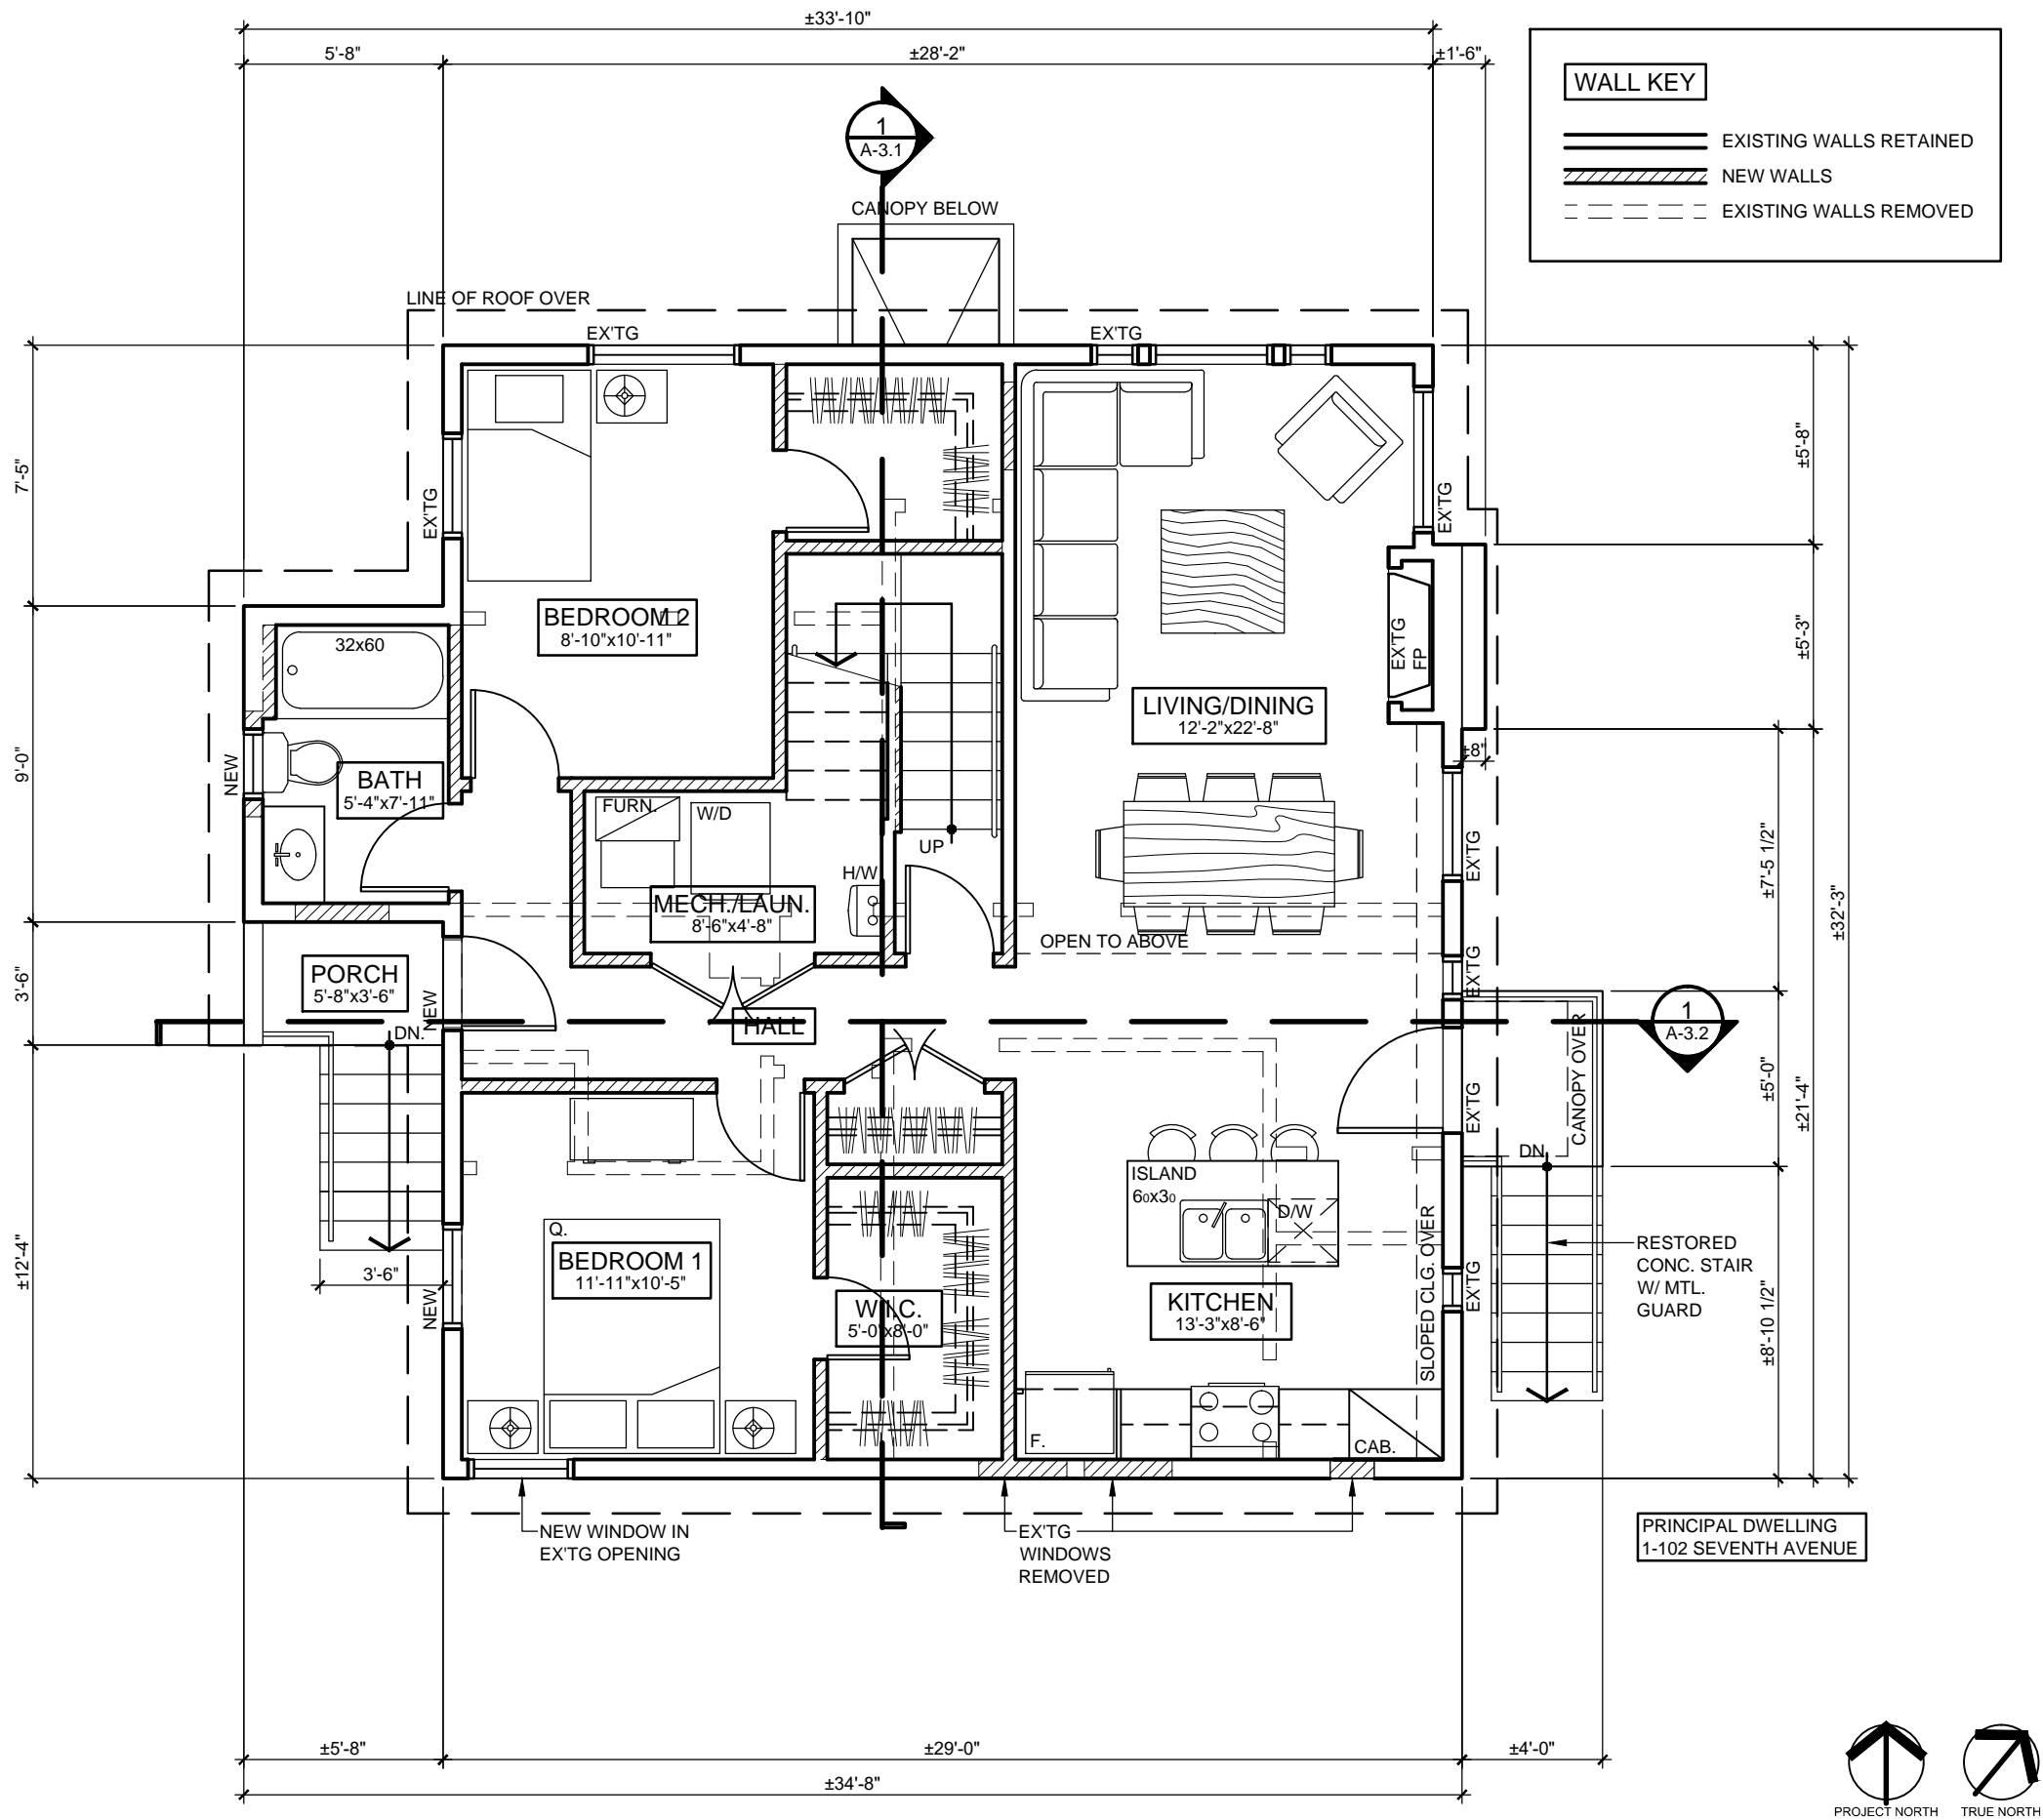 ±33'-10"
5'-8"
±28'-2"
±1'-6"
WALL KEY
EXISTING WALLS RETAINED
NEW WALLS
EXISTING WALLS REMOVED
1
A-3.1
CANOPY BELOW
LINE OF ROOF OVER
EX'TG
EX'TG
7'-5"
9'-0"
3'-6"
±12'-4"
EX'TG
EX'TG
±5'-8"
±5'-3"
±7'-5 1/2"
±5'-0"
±8'-10 1/2"
±21'-4"
±32'-3"
BEDROOM 2
8'-10"x10'-11"
32x60
EX'TG
FP
LIVING/DINING
12'-2"x22'-8"
±8"
NEW
BATH
5'-4"x7'-11"
FURN.
W/D
UP
H/W
EX'TG
MECH./LAUN.
8'-6"x4'-8"
OPEN TO ABOVE
EX'TG
PORCH
5'-8"x3'-6"
NEW
DN.
HALL
1
A-3.2
CANOPY OVER
EX'TG
DN.
ISLAND
60x30
D/W
SLOPED CLG. OVER
RESTORED
CONC. STAIR
W/ MTL.
GUARD
Q.
BEDROOM 1
11'-11"x10'-5"
3'-6"
NEW
W.I.C.
5'-0"x8'-0"
KITCHEN
13'-3"x8'-6"
EX'TG
F.
CAB.
NEW WINDOW IN
EX'TG OPENING
EX'TG
WINDOWS
REMOVED
PRINCIPAL DWELLING
1-102 SEVENTH AVENUE
±5'-8"
±29'-0"
±4'-0"
±34'-8"
PROJECT NORTH
TRUE NORTH